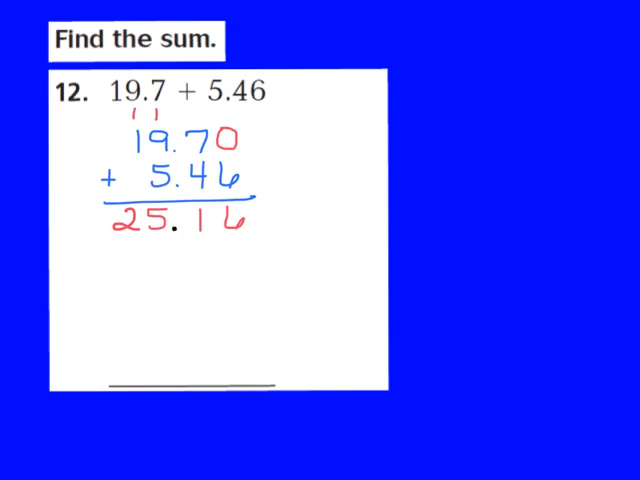 Find the sum.
12. 19.7 + 5.46
1 1
19.70
+ 5.46
25.16